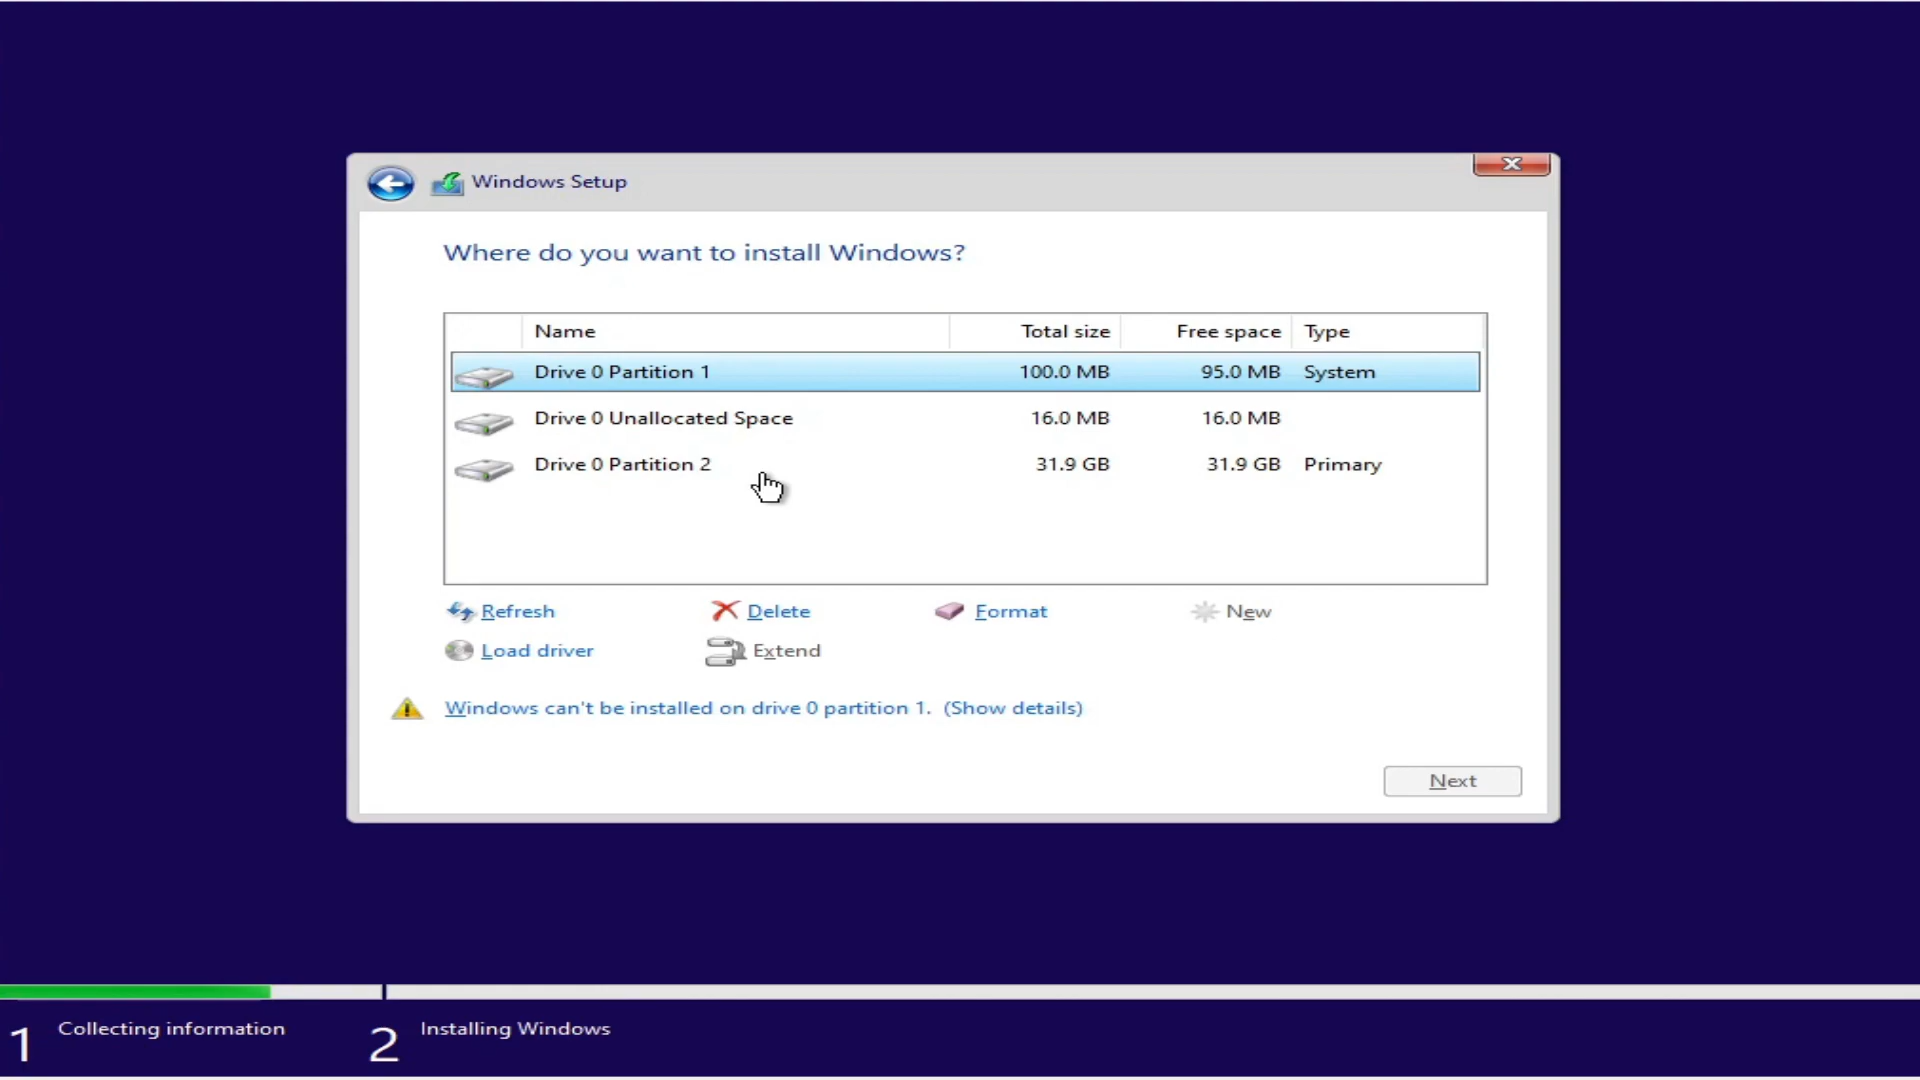 Windows Setup
Where do you want to install Windows?
Name Total size Free space Type
Drive 0 Partition 1 100.0 MB 95.0 MB System
Drive 0 Unallocated Space 16.0 MB 16.0 MB
Drive 0 Partition 2 31.9 GB 31.9 GB Primary
Refresh Delete Format New
Load driver Extend
Windows can't be installed on drive 0 partition 1. (Show details)
Next
1 Collecting information 2 Installing Windows